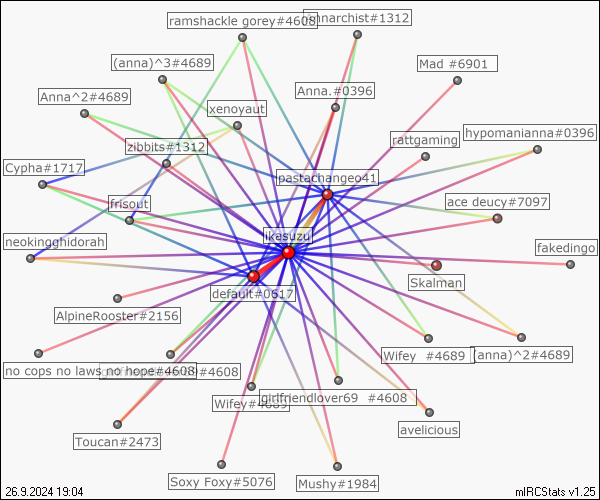 ramshackle gorey#4608
nnarchist#1312
(anna)^3#4689
Mad #6901
Anna.#0396
Anna^2#4689
xenoyaut
rattgaming
hypomanianna#0396
zibbits#1312
Cypha#1717
pastachangeo41
frisout
ace deucy#7097
ikasuzu
neokingghidorah
fakedingo
default#0617
Skalman
AlpineRooster#2156
Wifey #4689
(anna)^2#4689
no cops no laws no hope#4608
#4608
Wifey#4689
girlfriendlover69 #4608
avelicious
Toucan#2473
Soxy Foxy#5076
Mushy#1984
26.9.2024 19:04
mIRCStats v1.25